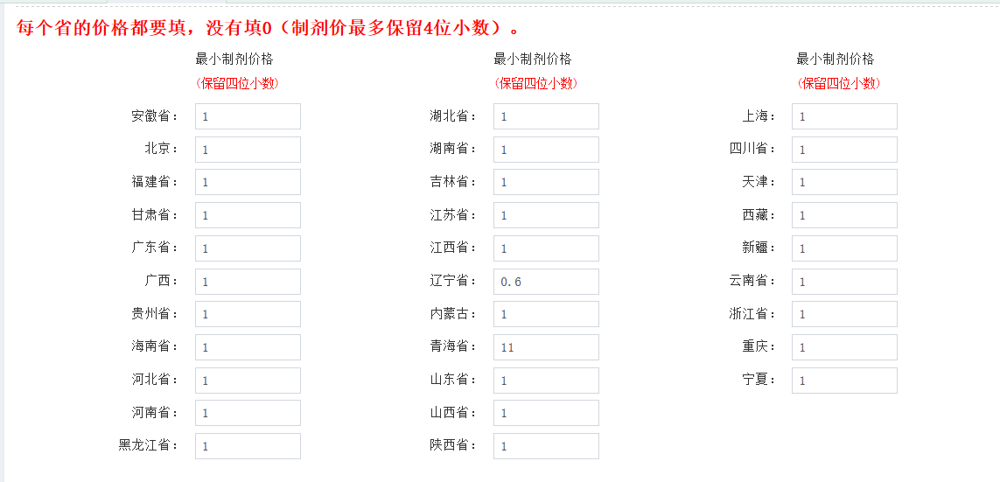 每个省的价格都要填，没有填0（制剂价最多保留4位小数）。
最小制剂价格 最小制剂价格 最小制剂价格
(保留四位小数) (保留四位小数) (保留四位小数)
安徽省： 1 湖北省： 1 上海： 1
北京： 1 湖南省： 1 四川省： 1
福建省： 1 吉林省： 1 天津： 1
甘肃省： 1 江苏省： 1 西藏： 1
广东省： 1 江西省： 1 新疆： 1
广西： 1 辽宁省： 0.6 云南省： 1
贵州省： 1 内蒙古： 1 浙江省： 1
海南省： 1 青海省： 11 重庆： 1
河北省： 1 山东省： 1 宁夏： 1
河南省： 1 山西省： 1
黑龙江省： 1 陕西省： 1